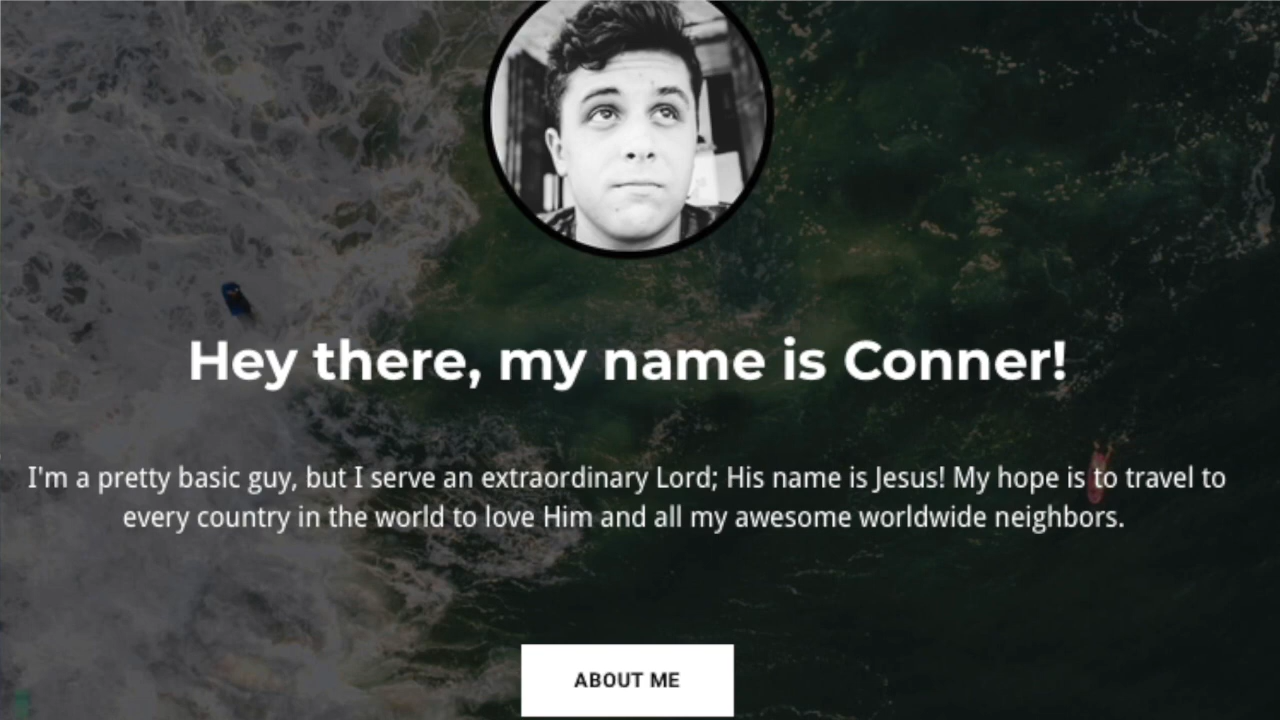 Hey there, my name is Conner!
I'm a pretty basic guy, but I serve an extraordinary Lord; His name is Jesus! My hope is to travel to
every country in the world to love Him and all my awesome worldwide neighbors.
ABOUT ME